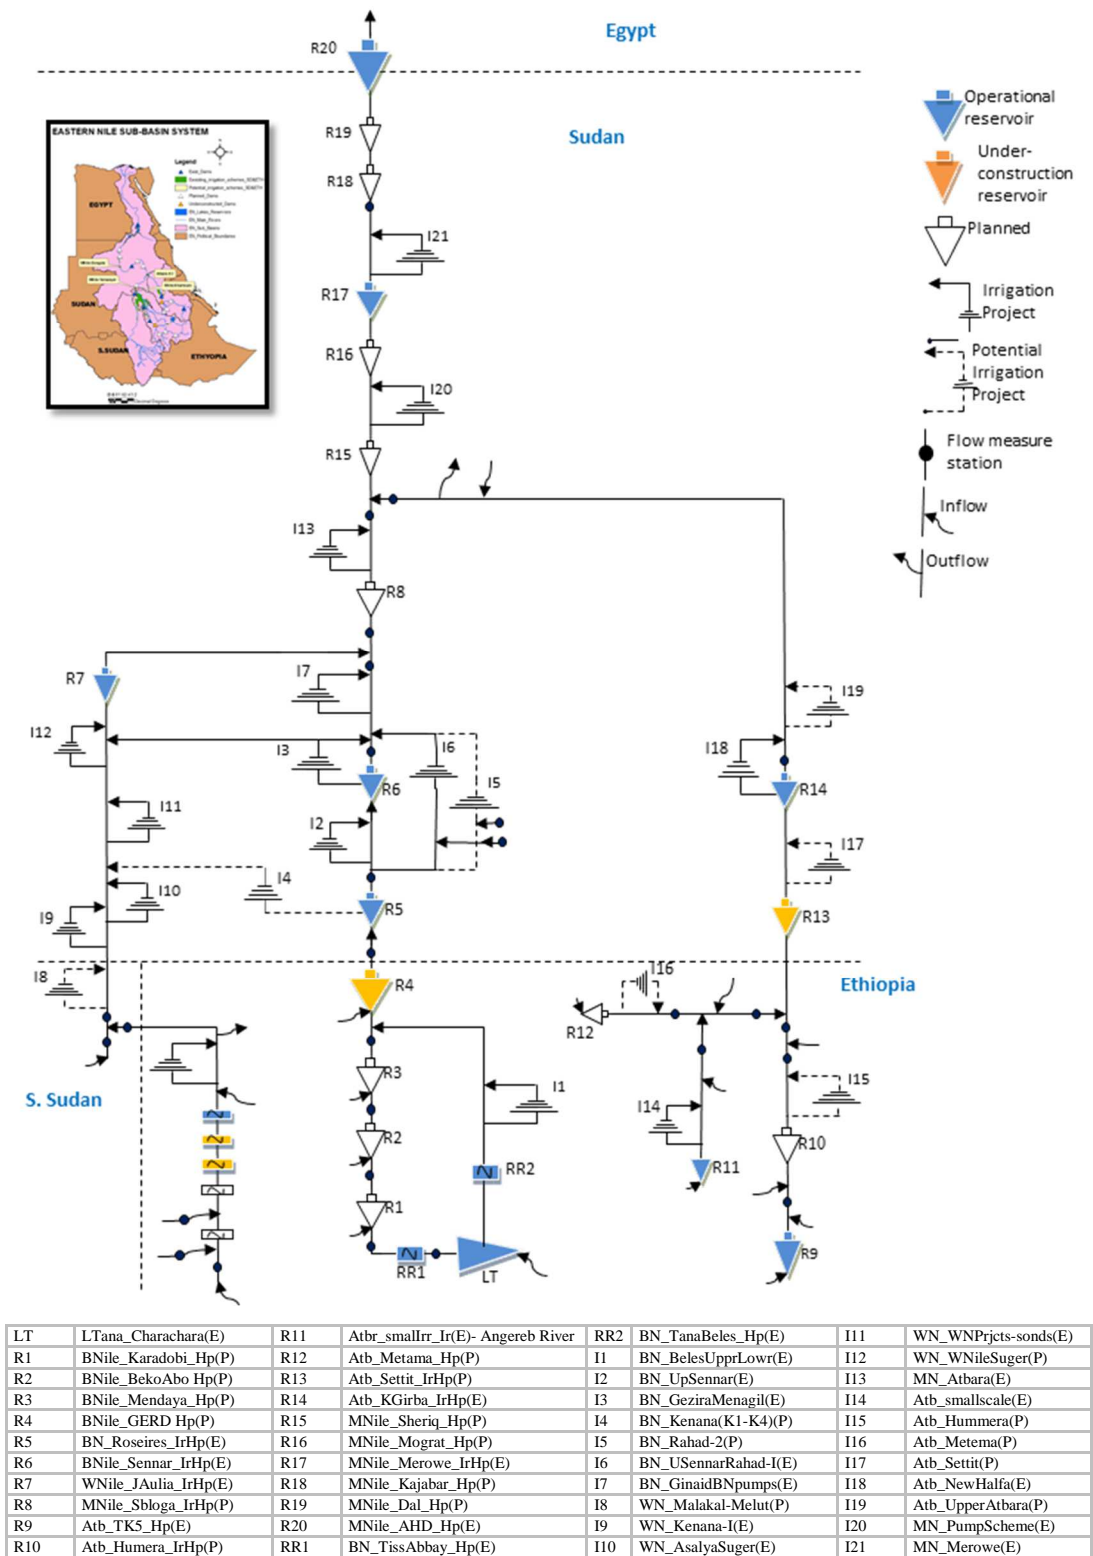 Egypt
R20
R19
Sudan
R18
I21
R17
R16
I20
R15
I13
R8
R7
I7
I12
I3
I6
I5
R6
I19
I18
R14
I11
I2
I17
I4
I10
I9
R5
R13
I8
R4
I16
Ethiopia
R12
S. Sudan
R3
I1
I15
I14
R2
R10
RR2
R11
R1
RR1
LT
R9
EASTERN NILE SUB-BASIN SYSTEM
Legend
EGYPT
SUDAN
S.SUDAN
ETHYOPIA
Operational
reservoir
Under-
construction
reservoir
Planned
Irrigation
Project
Potential
Irrigation
Project
Flow measure
station
Inflow
Outflow
LT LTana_Charachara(E) R11 Atbr_smalIrr_Ir(E)- Angereb River RR2 BN_TanaBeles_Hp(E) I11 WN_WNPrjcts-sonds(E)
R1 BNile_Karadobi_Hp(P) R12 Atb_Metama_Hp(P) I1 BN_BelesUpprLowr(E) I12 WN_WNileSuger(P)
R2 BNile_BekoAbo Hp(P) R13 Atb_Settit_IrHp(P) I2 BN_UpSennar(E) I13 MN_Atbara(E)
R3 BNile_Mendaya_Hp(P) R14 Atb_KGirba_IrHp(E) I3 BN_GeziraMenagil(E) I14 Atb_smallscale(E)
R4 BNile_GERD Hp(P) R15 MNile_Sheriq_Hp(P) I4 BN_Kenana(K1-K4)(P) I15 Atb_Hummera(P)
R5 BN_Roseires_IrHp(E) R16 MNile_Mograt_Hp(P) I5 BN_Rahad-2(P) I16 Atb_Metema(P)
R6 BNile_Sennar_IrHp(E) R17 MNile_Merowe_IrHp(E) I6 BN_USennarRahad-I(E) I17 Atb_Settit(P)
R7 WNile_JAulia_IrHp(E) R18 MNile_Kajabar_Hp(P) I7 BN_GinaidBNpumps(E) I18 Atb_NewHalfa(E)
R8 MNile_Sbloga_IrHp(P) R19 MNile_Dal_Hp(P) I8 WN_Malakal-Melut(P) I19 Atb_UpperAtbara(P)
R9 Atb_TK5_Hp(E) R20 MNile_AHD_Hp(E) I9 WN_Kenana-I(E) I20 MN_PumpScheme(E)
R10 Atb_Humera_IrHp(P) RR1 BN_TissAbbay_Hp(E) I10 WN_AsalyaSuger(E) I21 MN_Merowe(E)